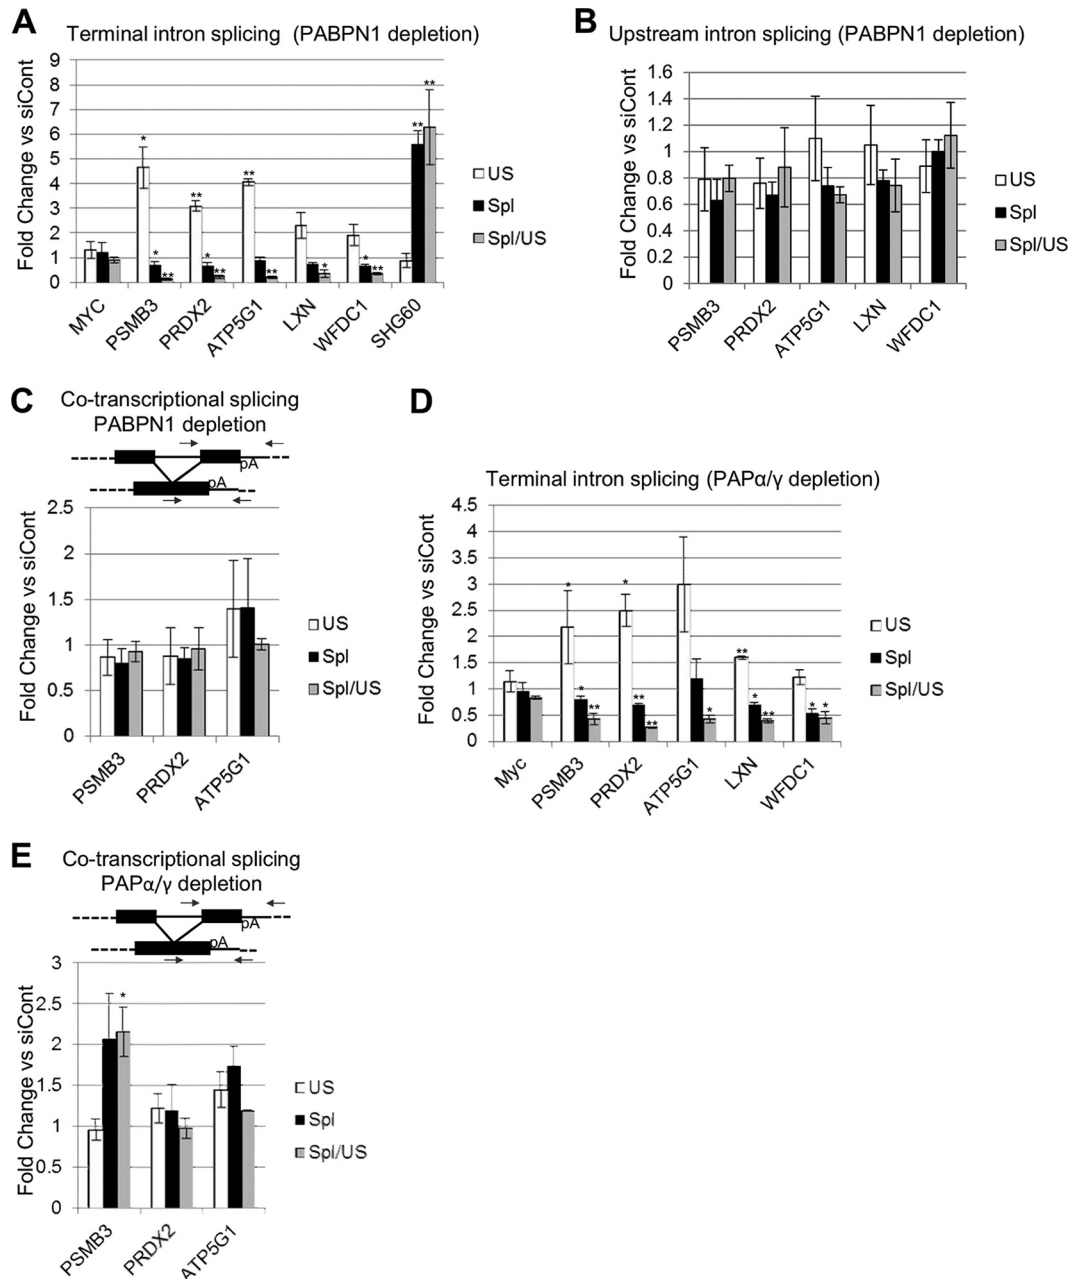 A
Terminal intron splicing (PABPN1 depletion)
Fold Change vs siCont
9
8
7
6
5
4
3
2
1
0
*
**
**
**
**
*
**
*
**
**
*
*
**
MYC
PSMB3
PRDX2
ATP5G1
LXN
WFDC1
SHG60
US
Spl
Spl/US
B
Upstream intron splicing (PABPN1 depletion)
Fold Change vs siCont
1.6
1.4
1.2
1
0.8
0.6
0.4
0.2
0
PSMB3
PRDX2
ATP5G1
LXN
WFDC1
US
Spl
Spl/US
C
Co-transcriptional splicing
PABPN1 depletion
pA
pA
Fold Change vs siCont
2.5
2
1.5
1
0.5
0
PSMB3
PRDX2
ATP5G1
US
Spl
Spl/US
D
Terminal intron splicing (PAPα/γ depletion)
Fold Change vs siCont
4.5
4
3.5
3
2.5
2
1.5
1
0.5
0
*
*
**
*
**
**
**
*
*
**
*
*
Myc
PSMB3
PRDX2
ATP5G1
LXN
WFDC1
US
Spl
Spl/US
E
Co-transcriptional splicing
PAPα/γ depletion
pA
pA
Fold Change vs siCont
3
2.5
2
1.5
1
0.5
0
*
PSMB3
PRDX2
ATP5G1
US
Spl
Spl/US